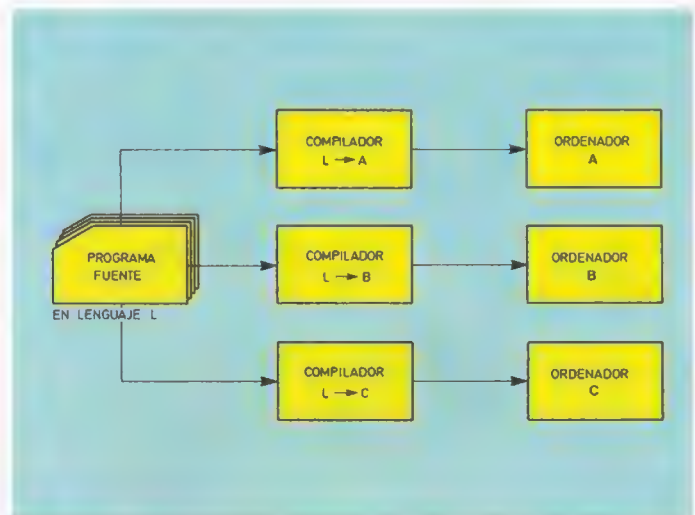 COMPILADOR
L → A
ORDENADOR
A
PROGRAMA
FUENTE
EN LENGUAJE L
COMPILADOR
L → B
ORDENADOR
B
COMPILADOR
L → C
ORDENADOR
C